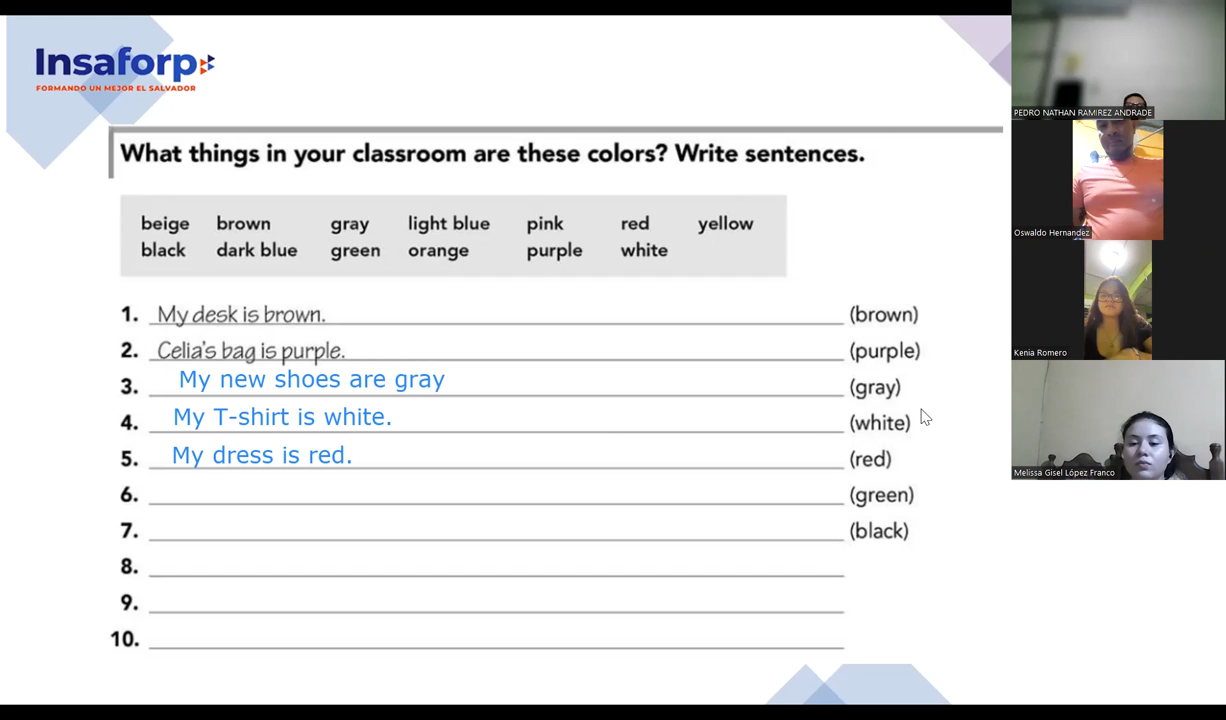 Insaforp
FORMANDO UN MEJOR EL SALVADOR
What things in your classroom are these colors? Write sentences.
beige brown gray light blue pink red yellow
black dark blue green orange purple white
1. My desk is brown. (brown)
2. Celia's bag is purple. (purple)
3. My new shoes are gray (gray)
4. My T-shirt is white. (white)
5. My dress is red. (red)
6. (green)
7. (black)
8.
9.
10.
PEDRO NATHAN RAMIREZ ANDRADE
Oswaldo Hernandez
Kenia Romero
Melissa Gisel López Franco